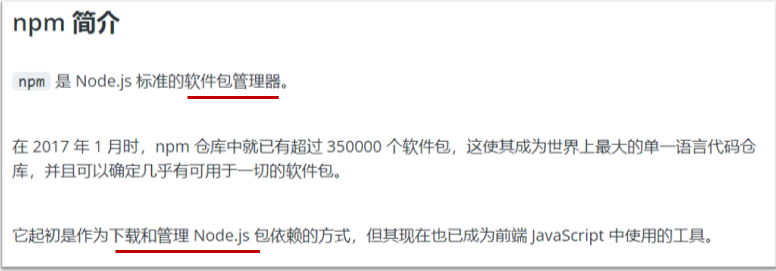 npm 简介
npm 是 Node.js 标准的软件包管理器。
在 2017 年 1 月时，npm 仓库中就已有超过 350000 个软件包，这使其成为世界上最大的单一语言代码仓
库，并且可以确定几乎有可用于一切的软件包。
它起初是作为下载和管理 Node.js 包依赖的方式，但其现在也已成为前端 JavaScript 中使用的工具。